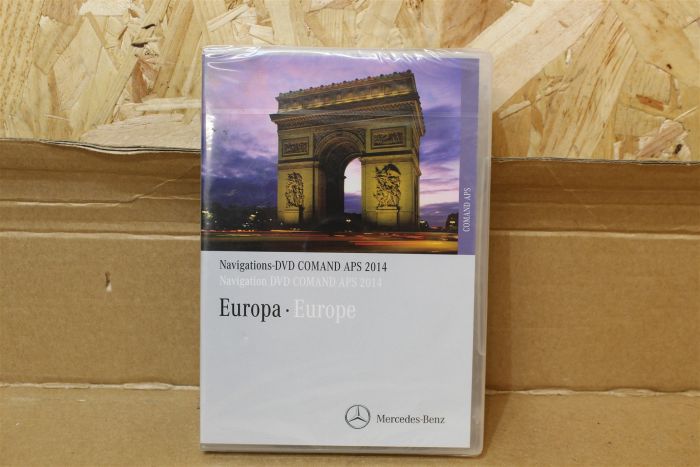 COMAND APS
Navigations-DVD COMAND APS 2014
Navigation DVD COMAND APS 2014
Europa · Europe
Mercedes-Benz